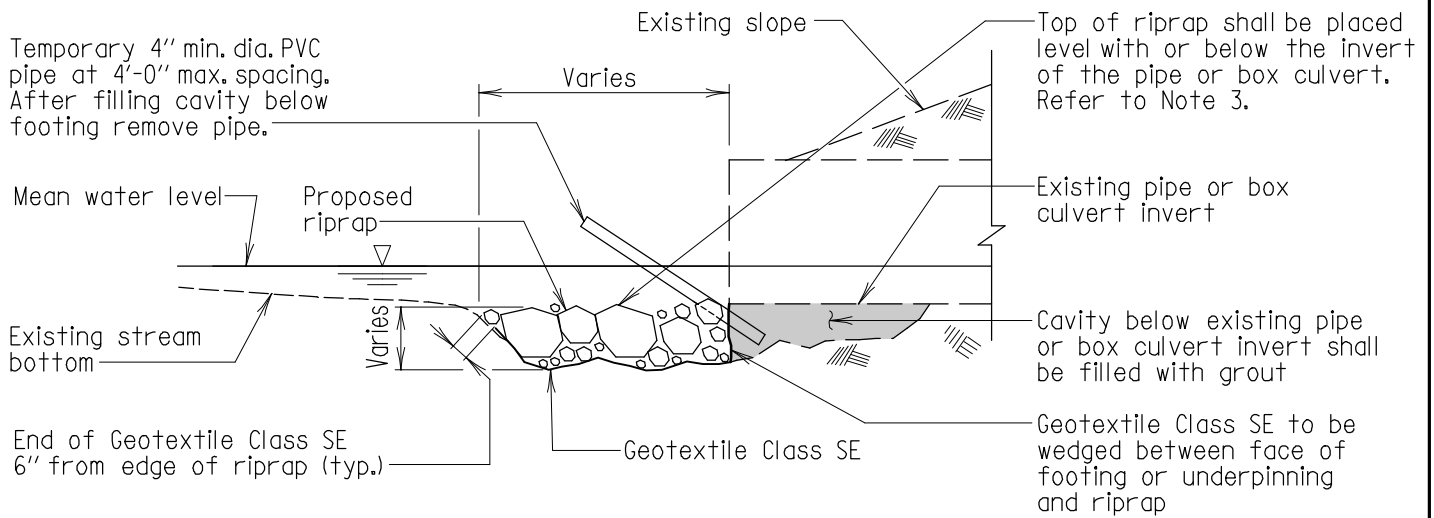 Temporary 4" min. dia. PVC
pipe at 4'-0" max. spacing.
After filling cavity below
footing remove pipe.
Existing slope
Varies
Top of riprap shall be placed
level with or below the invert
of the pipe or box culvert.
Refer to Note 3.
Mean water level
Proposed
riprap
Existing pipe or box
culvert invert
Existing stream
bottom
Varies
Cavity below existing pipe
or box culvert invert shall
be filled with grout
End of Geotextile Class SE
6" from edge of riprap (typ.)
Geotextile Class SE
Geotextile Class SE to be
wedged between face of
footing or underpinning
and riprap